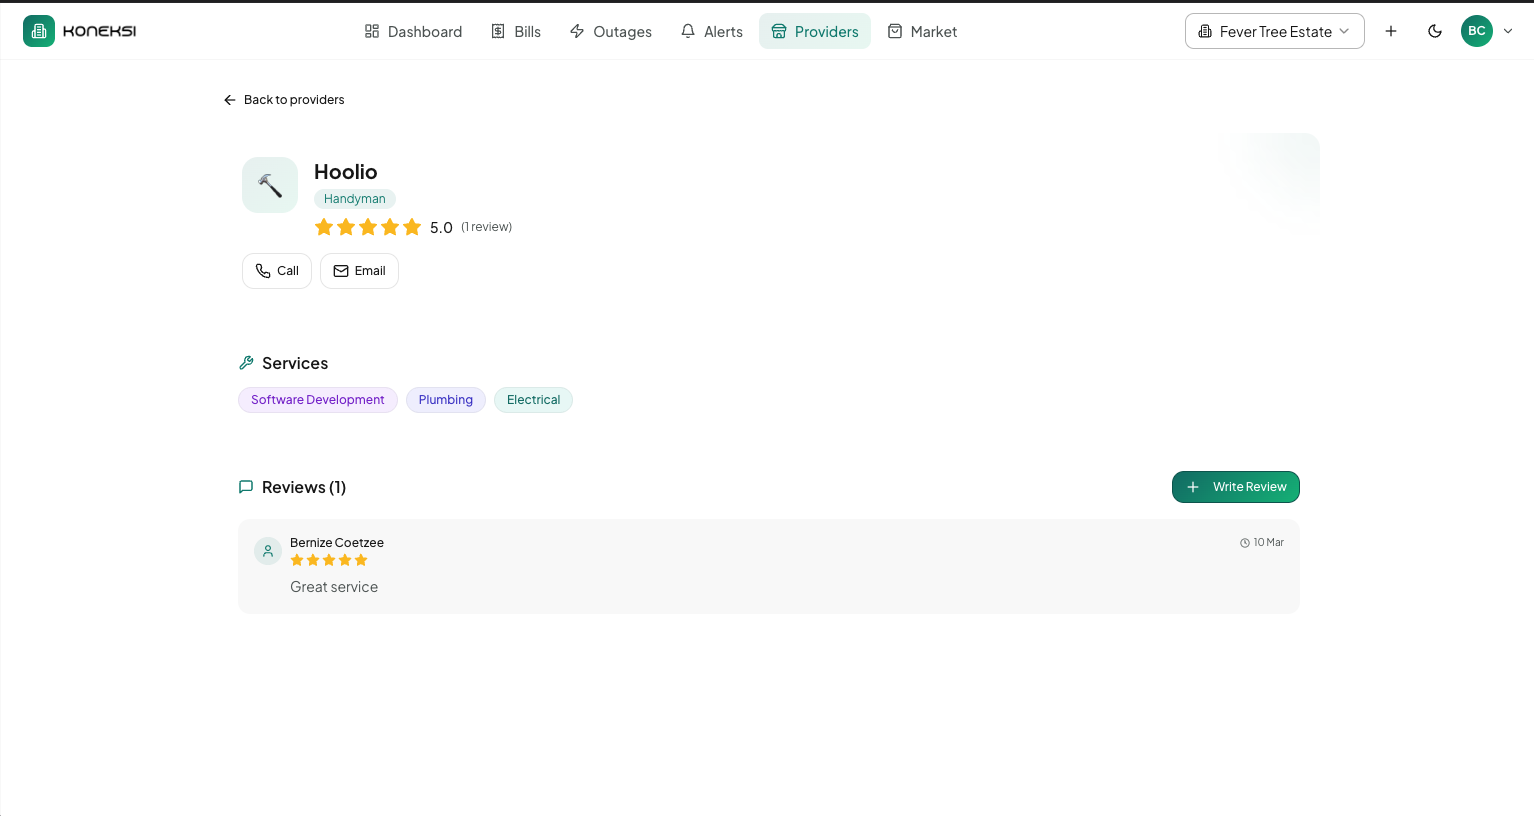 KONEKSI
Dashboard
Bills
Outages
Alerts
Providers
Market
Fever Tree Estate
BC
Back to providers
Hoolio
Handyman
5.0 (1 review)
Call
Email
Services
Software Development
Plumbing
Electrical
Reviews (1)
Write Review
Bernize Coetzee
10 Mar
Great service